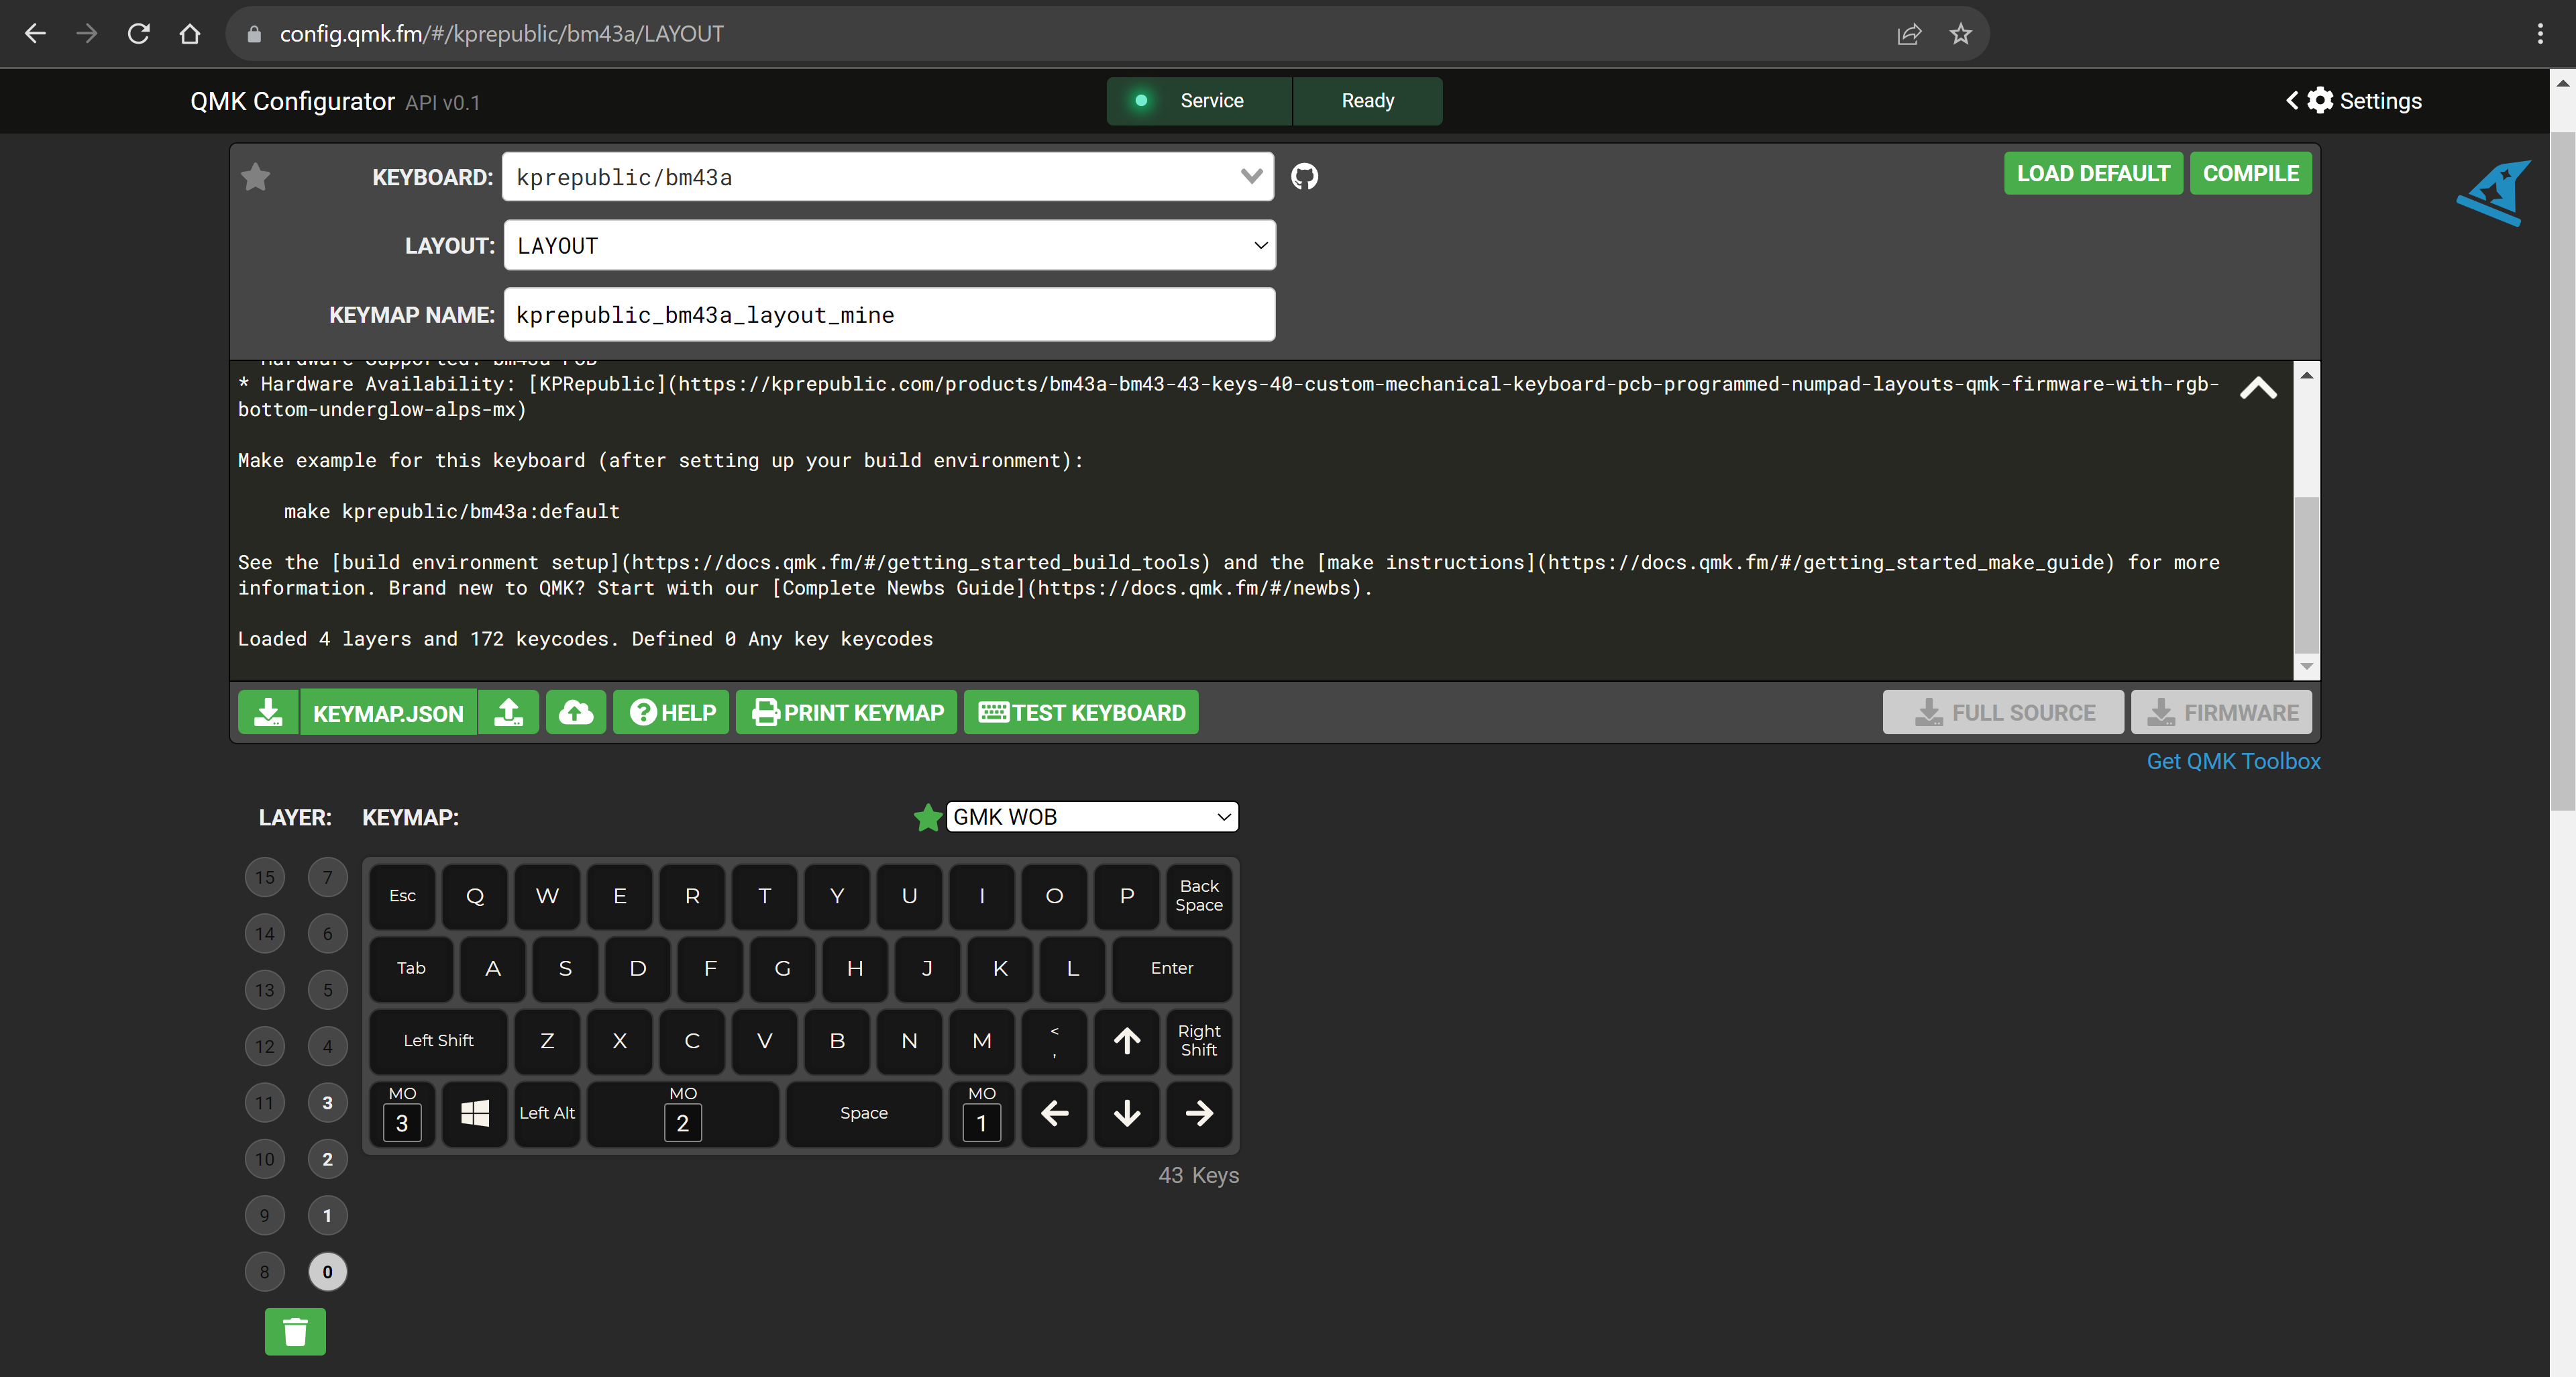 config.qmk.fm/#/kprepublic/bm43a/LAYOUT
QMK Configurator API v0.1
Service Ready
Settings
KEYBOARD: kprepublic/bm43a
LOAD DEFAULT COMPILE
LAYOUT: LAYOUT
KEYMAP NAME: kprepublic_bm43a_layout_mine
* Hardware Availability: [KPRepublic](https://kprepublic.com/products/bm43a-bm43-43-keys-40-custom-mechanical-keyboard-pcb-programmed-numpad-layouts-qmk-firmware-with-rgb-
bottom-underglow-alps-mx)
Make example for this keyboard (after setting up your build environment):
make kprepublic/bm43a:default
See the [build environment setup](https://docs.qmk.fm/#/getting_started_build_tools) and the [make instructions](https://docs.qmk.fm/#/getting_started_make_guide) for more
information. Brand new to QMK? Start with our [Complete Newbs Guide](https://docs.qmk.fm/#/newbs).
Loaded 4 layers and 172 keycodes. Defined 0 Any key keycodes
KEYMAP.JSON HELP PRINT KEYMAP TEST KEYBOARD FULL SOURCE FIRMWARE
Get QMK Toolbox
LAYER: KEYMAP: GMK WOB
15 7
14 6
13 5
12 4
11 3
10 2
9 1
8 0
Esc Q W E R T Y U I O P Back Space
Tab A S D F G H J K L Enter
Left Shift Z X C V B N M < , Right Shift
MO 3 Left Alt MO 2 Space MO 1
43 Keys